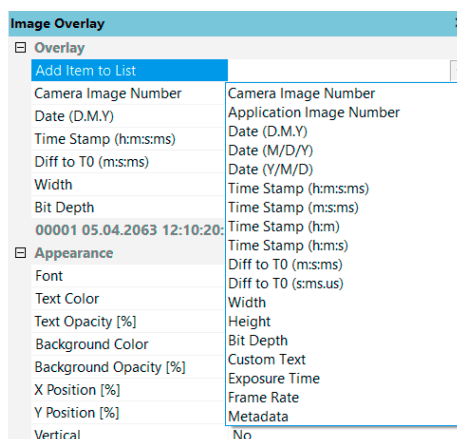 Image Overlay
Overlay
Add Item to List
Camera Image Number
Date (D.M.Y)
Time Stamp (h:m:s:ms)
Diff to T0 (m:s:ms)
Width
Bit Depth
00001 05.04.2063 12:10:20:
Appearance
Font
Text Color
Text Opacity [%]
Background Color
Background Opacity [%]
X Position [%]
Y Position [%]
Vertical No
Camera Image Number
Application Image Number
Date (D.M.Y)
Date (M/D/Y)
Date (Y/M/D)
Time Stamp (h:m:s:ms)
Time Stamp (m:s:ms)
Time Stamp (h:m)
Time Stamp (h:m:s)
Diff to T0 (m:s:ms)
Diff to T0 (s:ms.us)
Width
Height
Bit Depth
Custom Text
Exposure Time
Frame Rate
Metadata